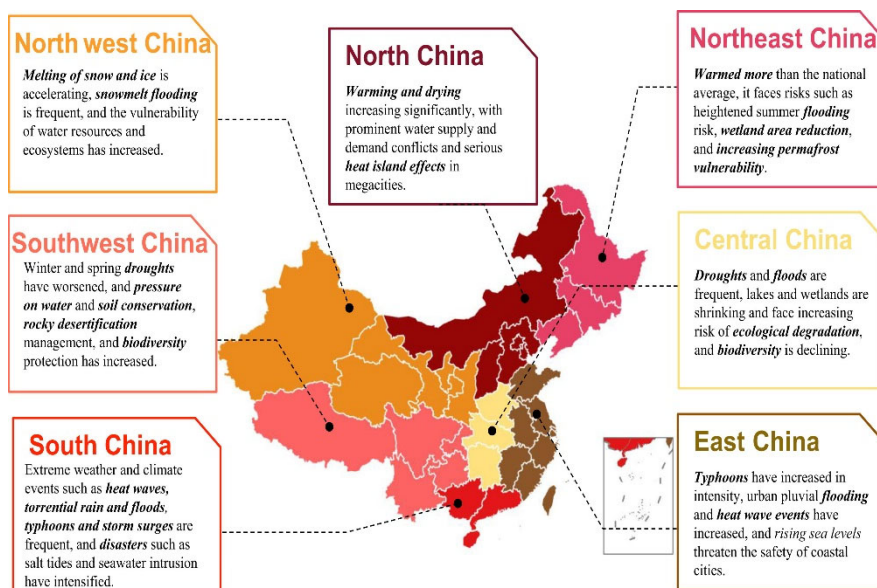 North west China
Melting of snow and ice is
accelerating, snowmelt flooding
is frequent, and the vulnerability
of water resources and
ecosystems has increased.
North China
Warming and drying
increasing significantly, with
prominent water supply and
demand conflicts and serious
heat island effects in
megacities.
Northeast China
Warmed more than the national
average, it faces risks such as
heightened summer flooding
risk, wetland area reduction,
and increasing permafrost
vulnerability.
Southwest China
Winter and spring droughts
have worsened, and pressure
on water and soil conservation,
rocky desertification
management, and biodiversity
protection has increased.
Central China
Droughts and floods are
frequent, lakes and wetlands are
shrinking and face increasing
risk of ecological degradation,
and biodiversity is declining.
South China
Extreme weather and climate
events such as heat waves,
torrential rain and floods,
typhoons and storm surges are
frequent, and disasters such as
salt tides and seawater intrusion
have intensified.
East China
Typhoons have increased in
intensity, urban pluvial flooding
and heat wave events have
increased, and rising sea levels
threaten the safety of coastal
cities.